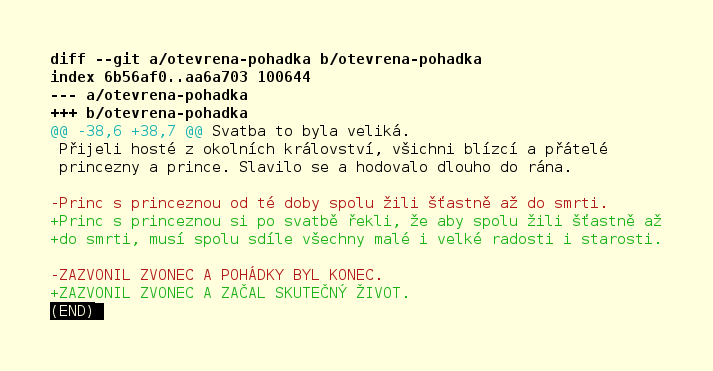 diff --git a/otevrena-pohadka b/otevrena-pohadka
index 6b56af0..aa6a703 100644
--- a/otevrena-pohadka
+++ b/otevrena-pohadka
@@ -38,6 +38,7 @@ Svatba to byla veliká.
 Přijeli hosté z okolních království, všichni blízcí a přátelé
 princezny a prince. Slavilo se a hodovalo dlouho do rána.

-Princ s princeznou od té doby spolu žili šťastně až do smrti.
+Princ s princeznou si po svatbě řekli, že aby spolu žili šťastně až
+do smrti, musí spolu sdíle všechny malé i velké radosti i starosti.

-ZAZVONIL ZVONEC A POHÁDKY BYL KONEC.
+ZAZVONIL ZVONEC A ZAČAL SKUTEČNÝ ŽIVOT.
(END)